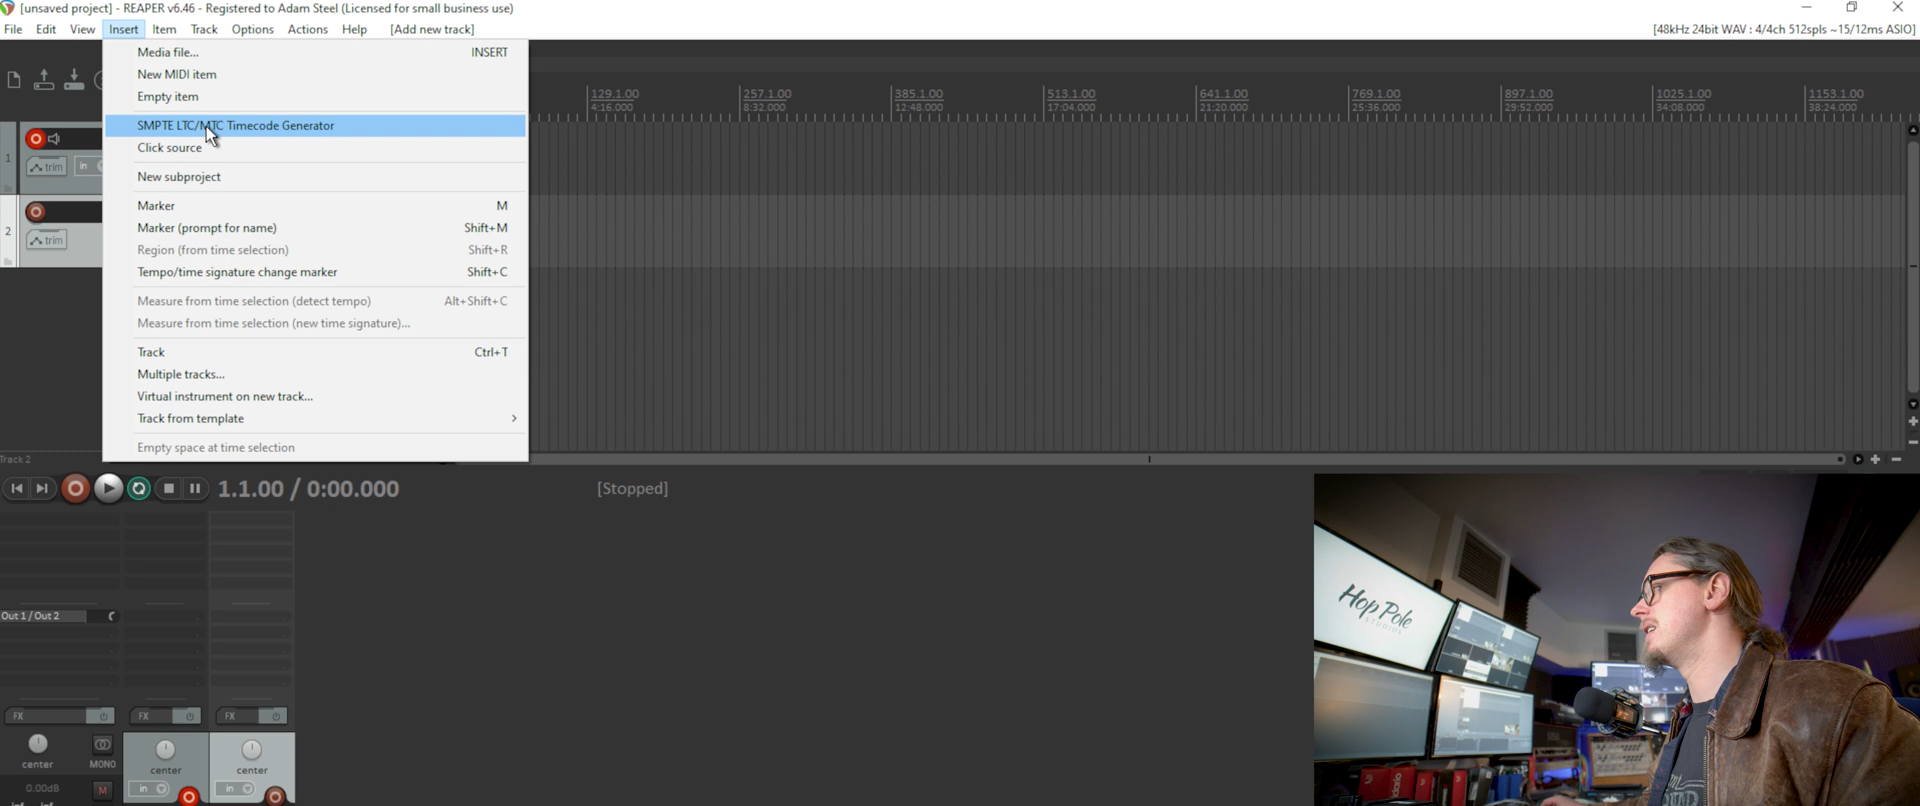 [unsaved project] - REAPER v6.46 - Registered to Adam Steel (Licensed for small business use)
File Edit View Insert Item Track Options Actions Help [Add new track]
[48kHz 24bit WAV : 4/4ch 512spls ~15/12ms ASIO]
Media file... INSERT
New MIDI item
Empty item
SMPTE LTC/MTC Timecode Generator
Click source
New subproject
Marker M
Marker (prompt for name) Shift+M
Region (from time selection) Shift+R
Tempo/time signature change marker Shift+C
Measure from time selection (detect tempo) Alt+Shift+C
Measure from time selection (new time signature)...
Track Ctrl+T
Multiple tracks...
Virtual instrument on new track...
Track from template
Empty space at time selection
129.1.00 257.1.00 385.1.00 513.1.00 641.1.00 769.1.00 897.1.00 1025.1.00 1153.1.00
4:16.000 8:32.000 12:48.000 17:04.000 21:20.000 25:36.000 29:52.000 34:08.000 38:24.000
1
trim in
2
trim
Track 2
1.1.00 / 0:00.000 [Stopped]
Out 1 / Out 2
FX FX FX
center MONO center center
0.00dB M in in
-inf -inf
Hop Pole
STUDIOS